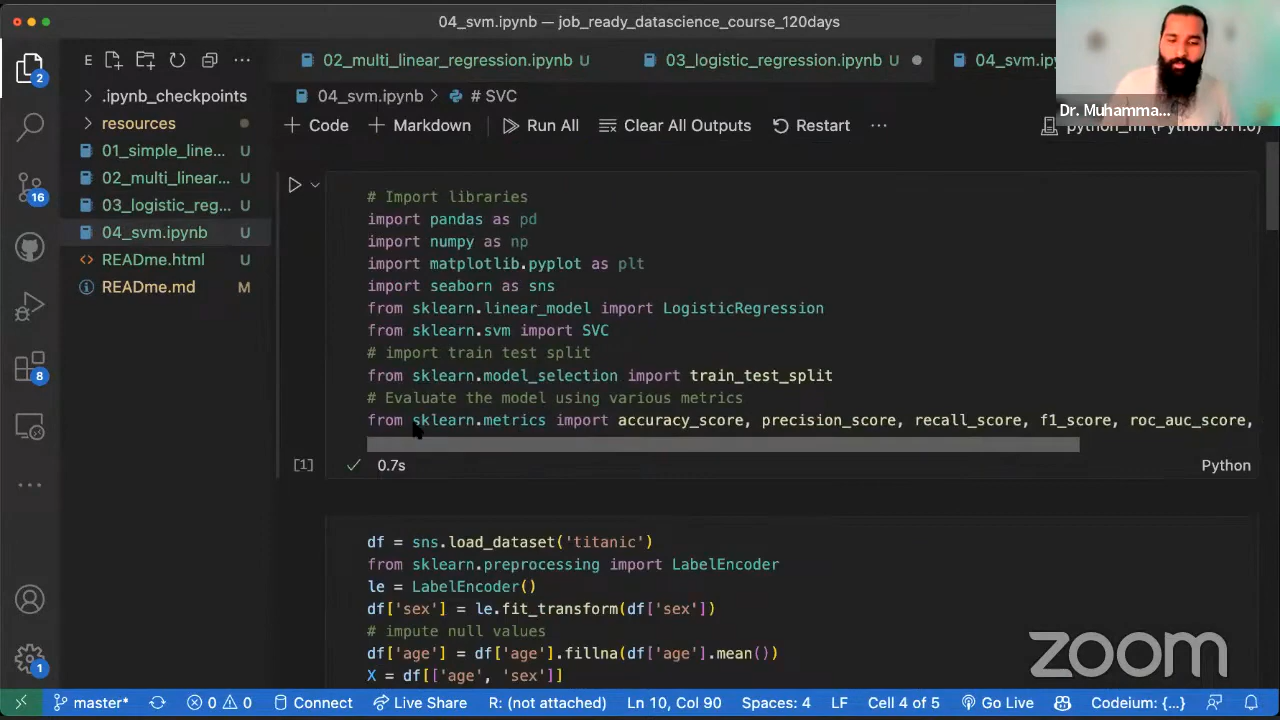 04_svm.ipynb — job_ready_datascience_course_120days
E
02_multi_linear_regression.ipynb U
03_logistic_regression.ipynb U
04_svm.ip
Dr. Muhamma...
2
.ipynb_checkpoints
resources
01_simple_line... U
02_multi_linear... U
03_logistic_reg... U
04_svm.ipynb U
READme.html U
READme.md M
16
8
1
04_svm.ipynb > # SVC
+ Code + Markdown Run All Clear All Outputs Restart ...
# Import libraries
import pandas as pd
import numpy as np
import matplotlib.pyplot as plt
import seaborn as sns
from sklearn.linear_model import LogisticRegression
from sklearn.svm import SVC
# import train test split
from sklearn.model_selection import train_test_split
# Evaluate the model using various metrics
from sklearn.metrics import accuracy_score, precision_score, recall_score, f1_score, roc_auc_score,
[1] 0.7s Python
df = sns.load_dataset('titanic')
from sklearn.preprocessing import LabelEncoder
le = LabelEncoder()
df['sex'] = le.fit_transform(df['sex'])
# impute null values
df['age'] = df['age'].fillna(df['age'].mean())
X = df[['age', 'sex']]
zoom
master* 0 0 Connect Live Share R: (not attached) Ln 10, Col 90 Spaces: 4 LF Cell 4 of 5 Go Live Codeium: {...}